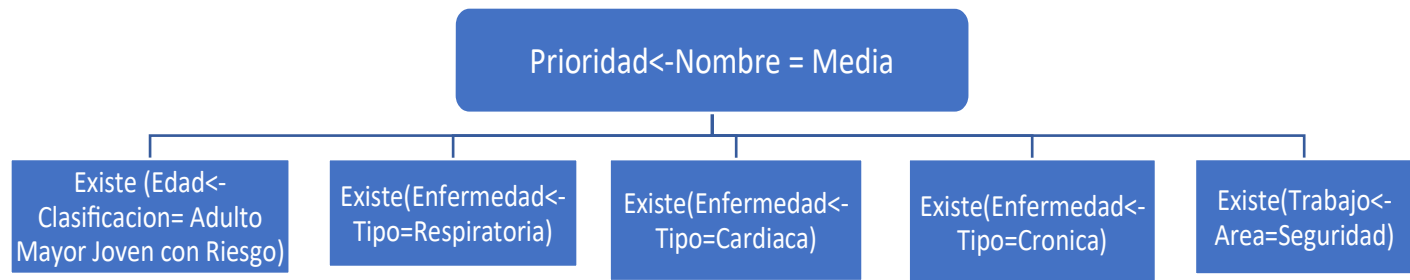 Prioridad<-Nombre = Media
Existe (Edad<-
Clasificacion= Adulto
Mayor Joven con Riesgo)
Existe(Enfermedad<-
Tipo=Respiratoria)
Existe(Enfermedad<-
Tipo=Cardiaca)
Existe(Enfermedad<-
Tipo=Cronica)
Existe(Trabajo<-
Area=Seguridad)